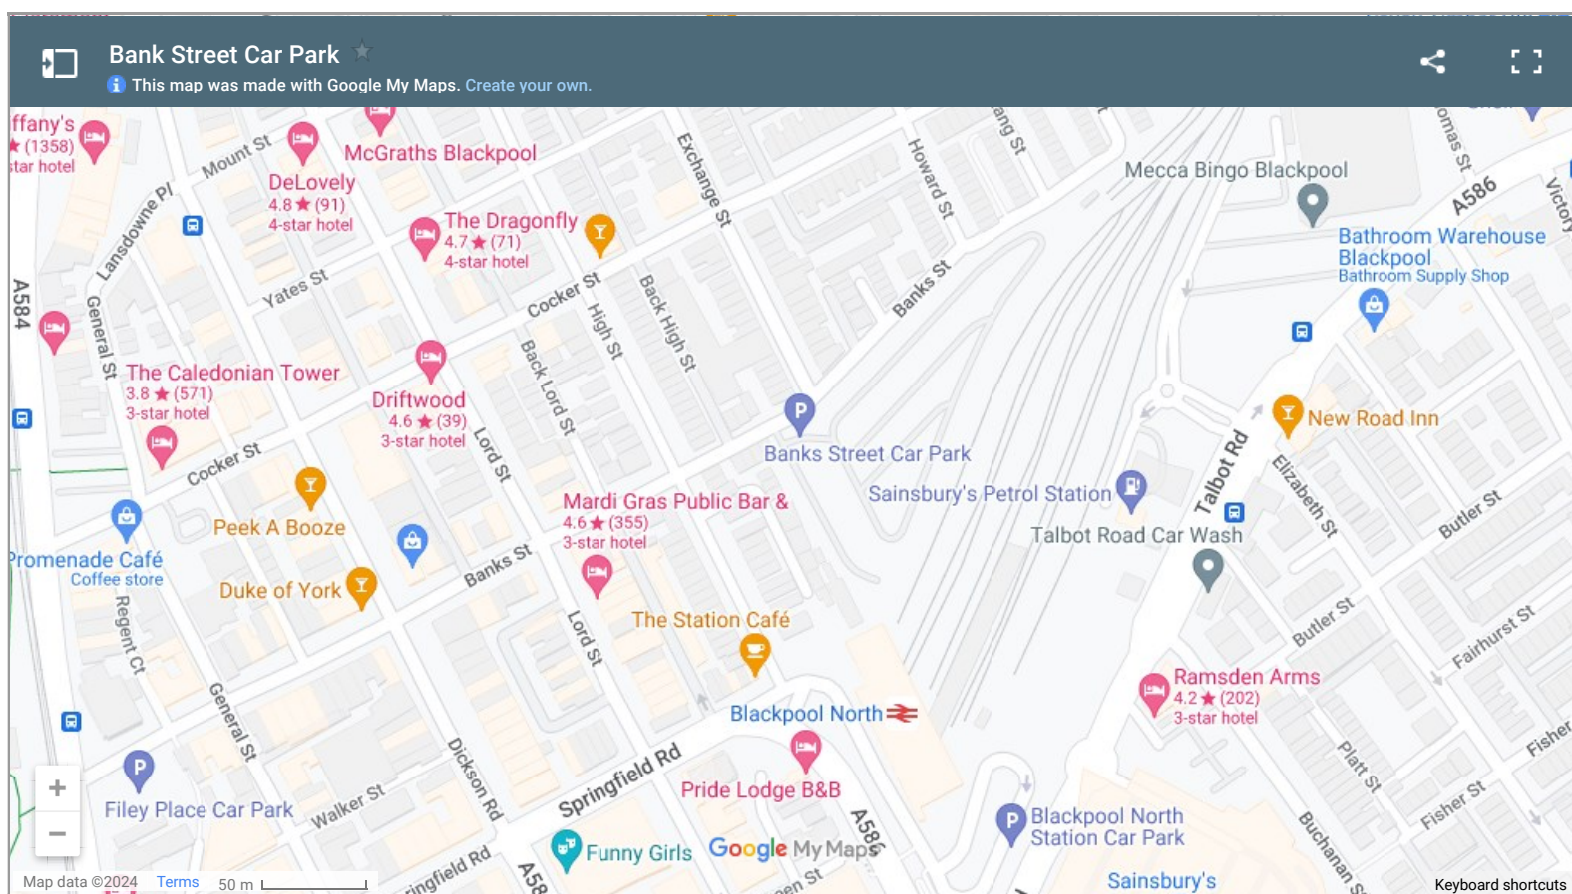 Bank Street Car Park
This map was made with Google My Maps. Create your own.
ffany's
(1358)
star hotel
Mount St
McGraths Blackpool
DeLovely
4.8 ★ (91)
4-star hotel
Lansdowne Pl
The Dragonfly
4.7 ★ (71)
4-star hotel
Exchange St
Howard St
ang St
Mecca Bingo Blackpool
omas St
A586
Victory
Bathroom Warehouse
Blackpool
Bathroom Supply Shop
A584
General St
Yates St
Cocker St
High St
Back High St
Banks St
Back Lord St
The Caledonian Tower
3.8 ★ (571)
3-star hotel
Driftwood
4.6 ★ (39)
3-star hotel
Cocker St
Lord St
Banks Street Car Park
New Road Inn
Talbot Rd
Elizabeth St
Butler St
Sainsbury's Petrol Station
Talbot Road Car Wash
Mardi Gras Public Bar &
4.6 ★ (355)
3-star hotel
Peek A Booze
Promenade Café
Coffee store
Duke of York
Banks St
Regent Ct
Lord St
The Station Café
Butler St
Fairhurst St
Ramsden Arms
4.2 ★ (202)
3-star hotel
Blackpool North
General St
Dickson Rd
Springfield Rd
Pride Lodge B&B
Platt St
Fisher
Fisher St
Filey Place Car Park
Walker St
A586
Blackpool North
Station Car Park
Buchanan S
Funny Girls
Google My Maps
ringfield Rd
A58
een St
Sainsbury's
Map data ©2024
Terms
50 m
Keyboard shortcuts